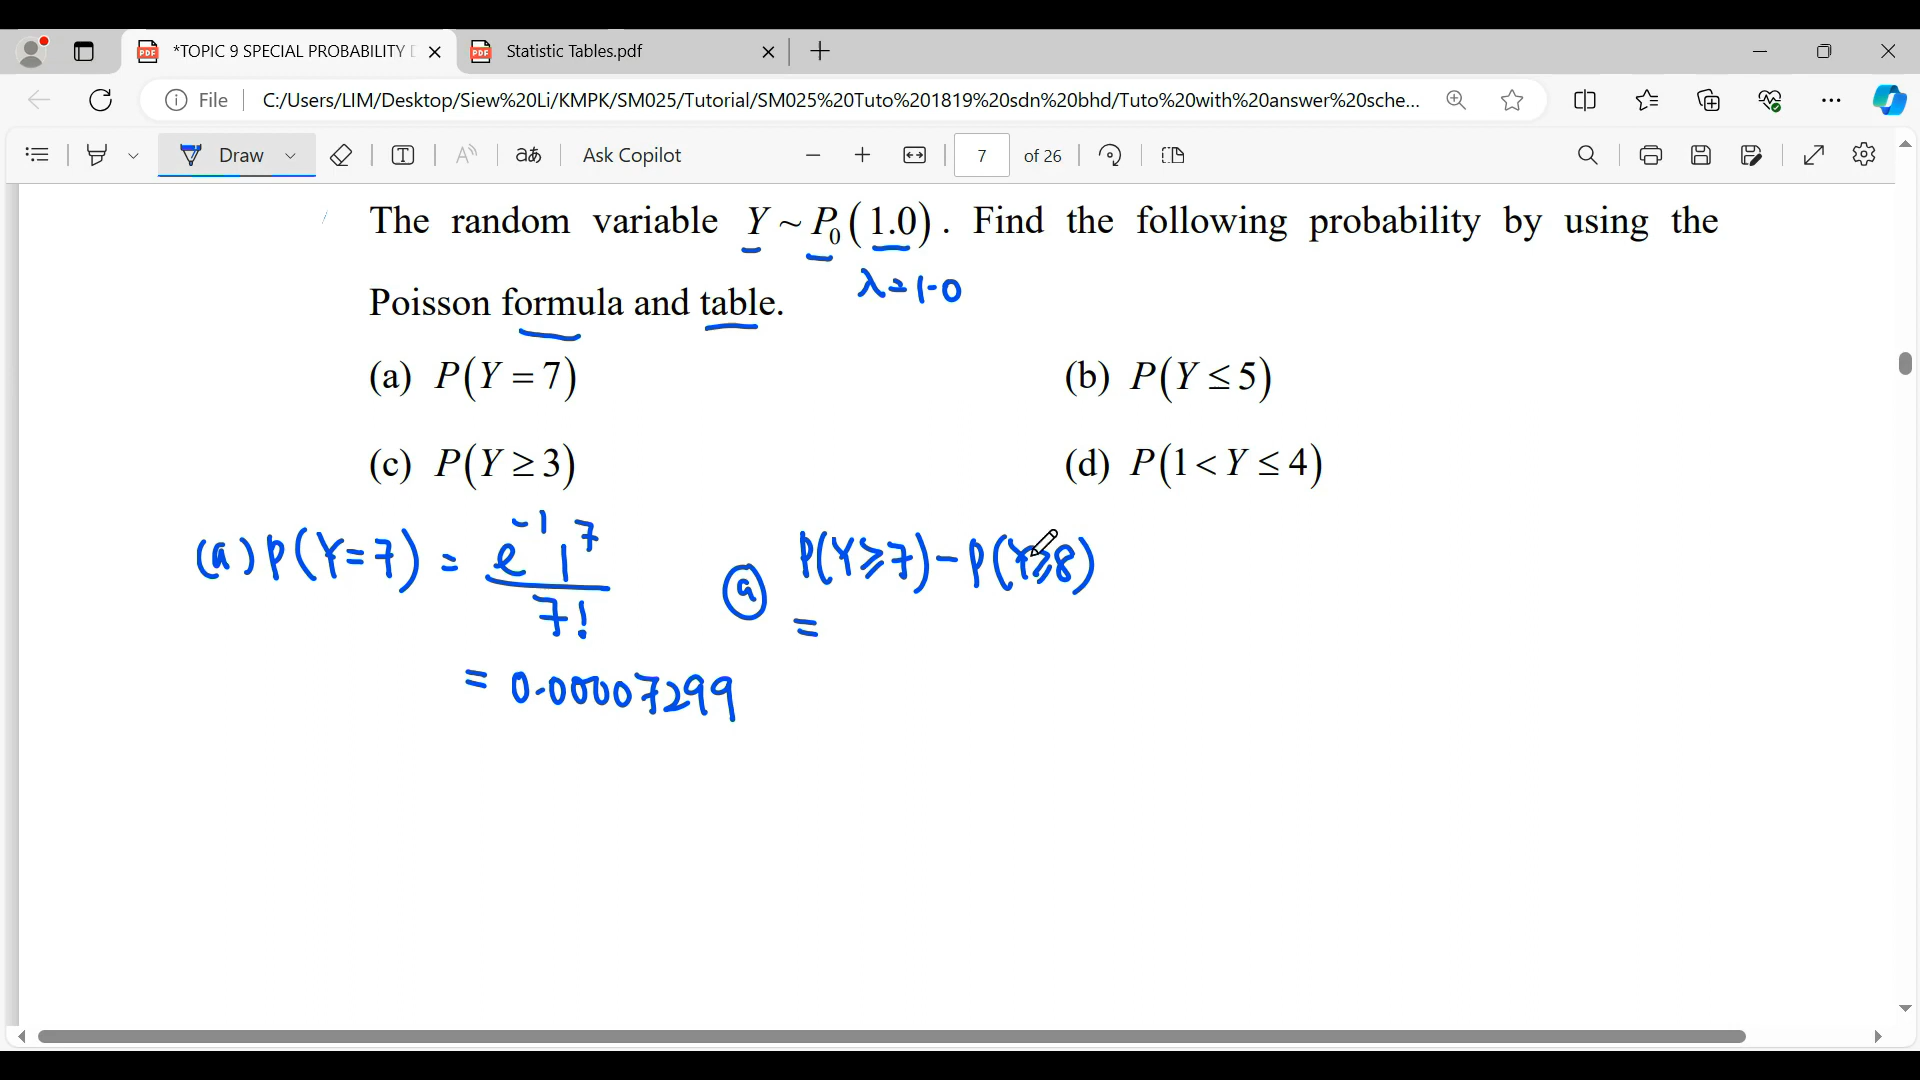 *TOPIC 9 SPECIAL PROBABILITY D
Statistic Tables.pdf
File
C:/Users/LIM/Desktop/Siew%20Li/KMPK/SM025/Tutorial/SM025%20Tuto%201819%20sdn%20bhd/Tuto%20with%20answer%20sche...
Draw
Ask Copilot
7 of 26
The random variable Y ~ P₀(1.0). Find the following probability by using the
λ = 1.0
Poisson formula and table.
(a) P(Y = 7)
(b) P(Y ≤ 5)
(c) P(Y ≥ 3)
(d) P(1 < Y ≤ 4)
(a) P(Y=7) = e⁻¹ 1⁷ / 7!
= 0.00007299
(a) P(Y⩾7) - P(Y⩾8)
=